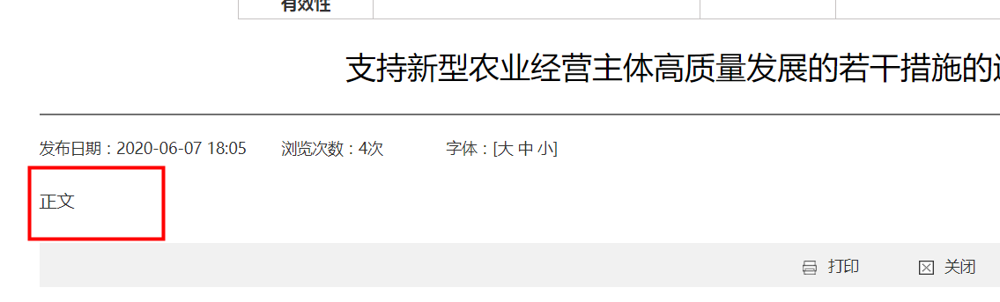 有效性
支持新型农业经营主体高质量发展的若干措施的
发布日期：2020-06-07 18:05 浏览次数：4次 字体：[大 中 小]
正文
打印 关闭